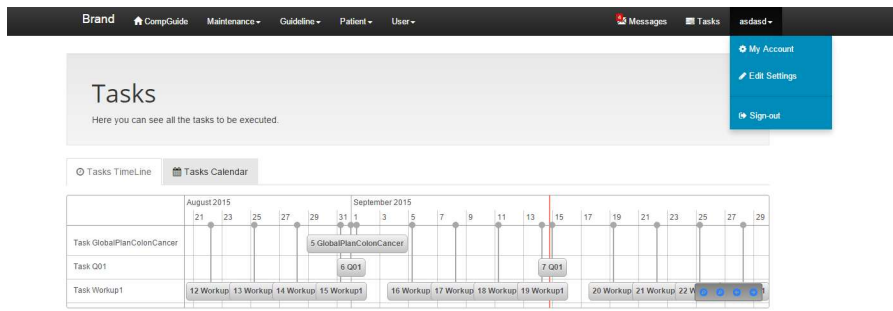 Brand CompGuide Maintenance Guideline Patient User Messages Tasks asdasd
My Account
Edit Settings
Sign-out
Tasks
Here you can see all the tasks to be executed.
Tasks TimeLine Tasks Calendar
August 2015 September 2015
21 23 25 27 29 31 1 3 5 7 9 11 13 15 17 19 21 23 25 27 29
Task GlobalPlanColonCancer 5 GlobalPlanColonCancer
Task Q01 6 Q01 7 Q01
Task Workup1 12 Workup 13 Workup 14 Workup 15 Workup1 16 Workup 17 Workup 18 Workup 19 Workup1 20 Workup 21 Workup 22 W